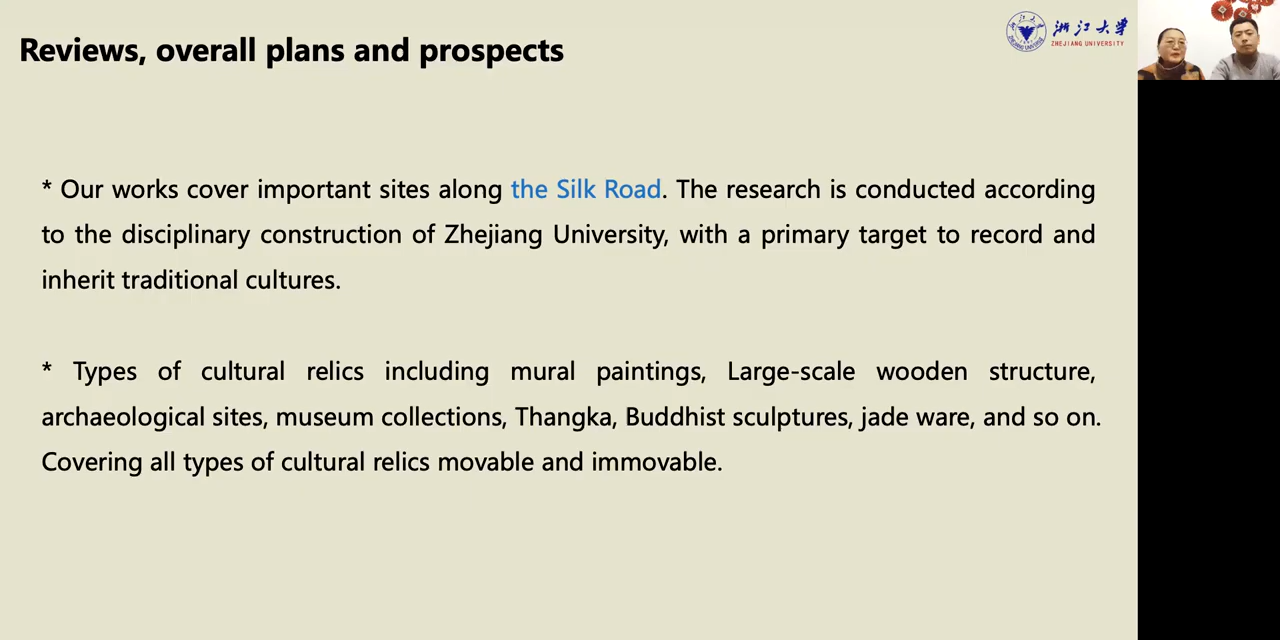 Reviews, overall plans and prospects
浙江大学
ZHEJIANG UNIVERSITY
* Our works cover important sites along the Silk Road. The research is conducted according
to the disciplinary construction of Zhejiang University, with a primary target to record and
inherit traditional cultures.
* Types of cultural relics including mural paintings, Large-scale wooden structure,
archaeological sites, museum collections, Thangka, Buddhist sculptures, jade ware, and so on.
Covering all types of cultural relics movable and immovable.